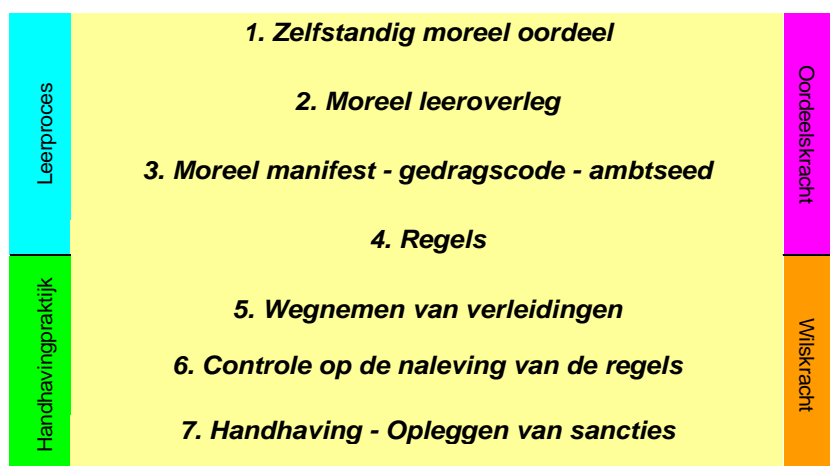 1. Zelfstandig moreel oordeel
2. Moreel leeroverleg
3. Moreel manifest - gedragscode - ambtseed
4. Regels
5. Wegnemen van verleidingen
6. Controle op de naleving van de regels
7. Handhaving - Opleggen van sancties
Leerproces
Handhavingpraktijk
Oordeelskracht
Wilskracht